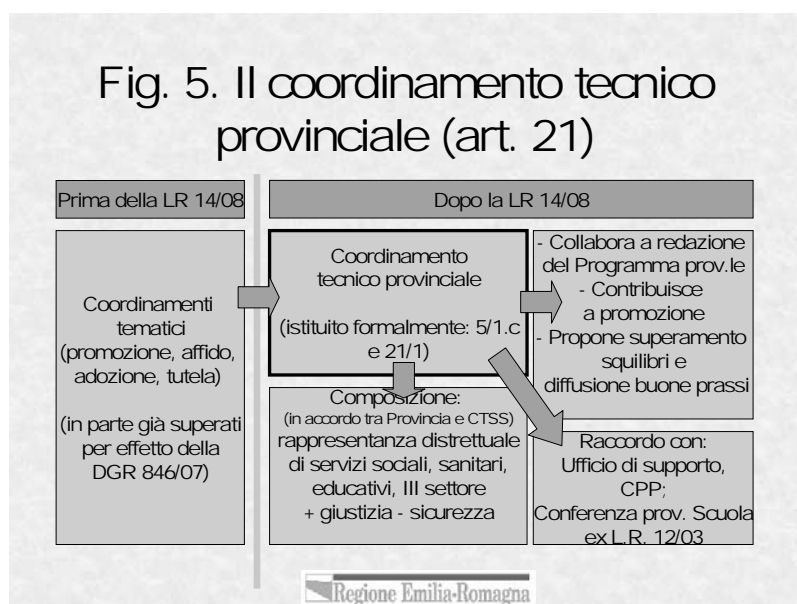 Fig. 5. Il coordinamento tecnico
provinciale (art. 21)
Prima della LR 14/08
Dopo la LR 14/08
Coordinamenti
tematici
(promozione, affido,
adozione, tutela)
(in parte già superati
per effetto della
DGR 846/07)
Coordinamento
tecnico provinciale
(istituito formalmente: 5/1.c
e 21/1)
- Collabora a redazione
del Programma prov.le
- Contribuisce
a promozione
- Propone superamento
squilibri e
diffusione buone prassi
Composizione:
(in accordo tra Provincia e CTSS)
rappresentanza distrettuale
di servizi sociali, sanitari,
educativi, III settore
+ giustizia - sicurezza
Raccordo con:
Ufficio di supporto,
CPP;
Conferenza prov. Scuola
ex L.R. 12/03
Regione Emilia-Romagna